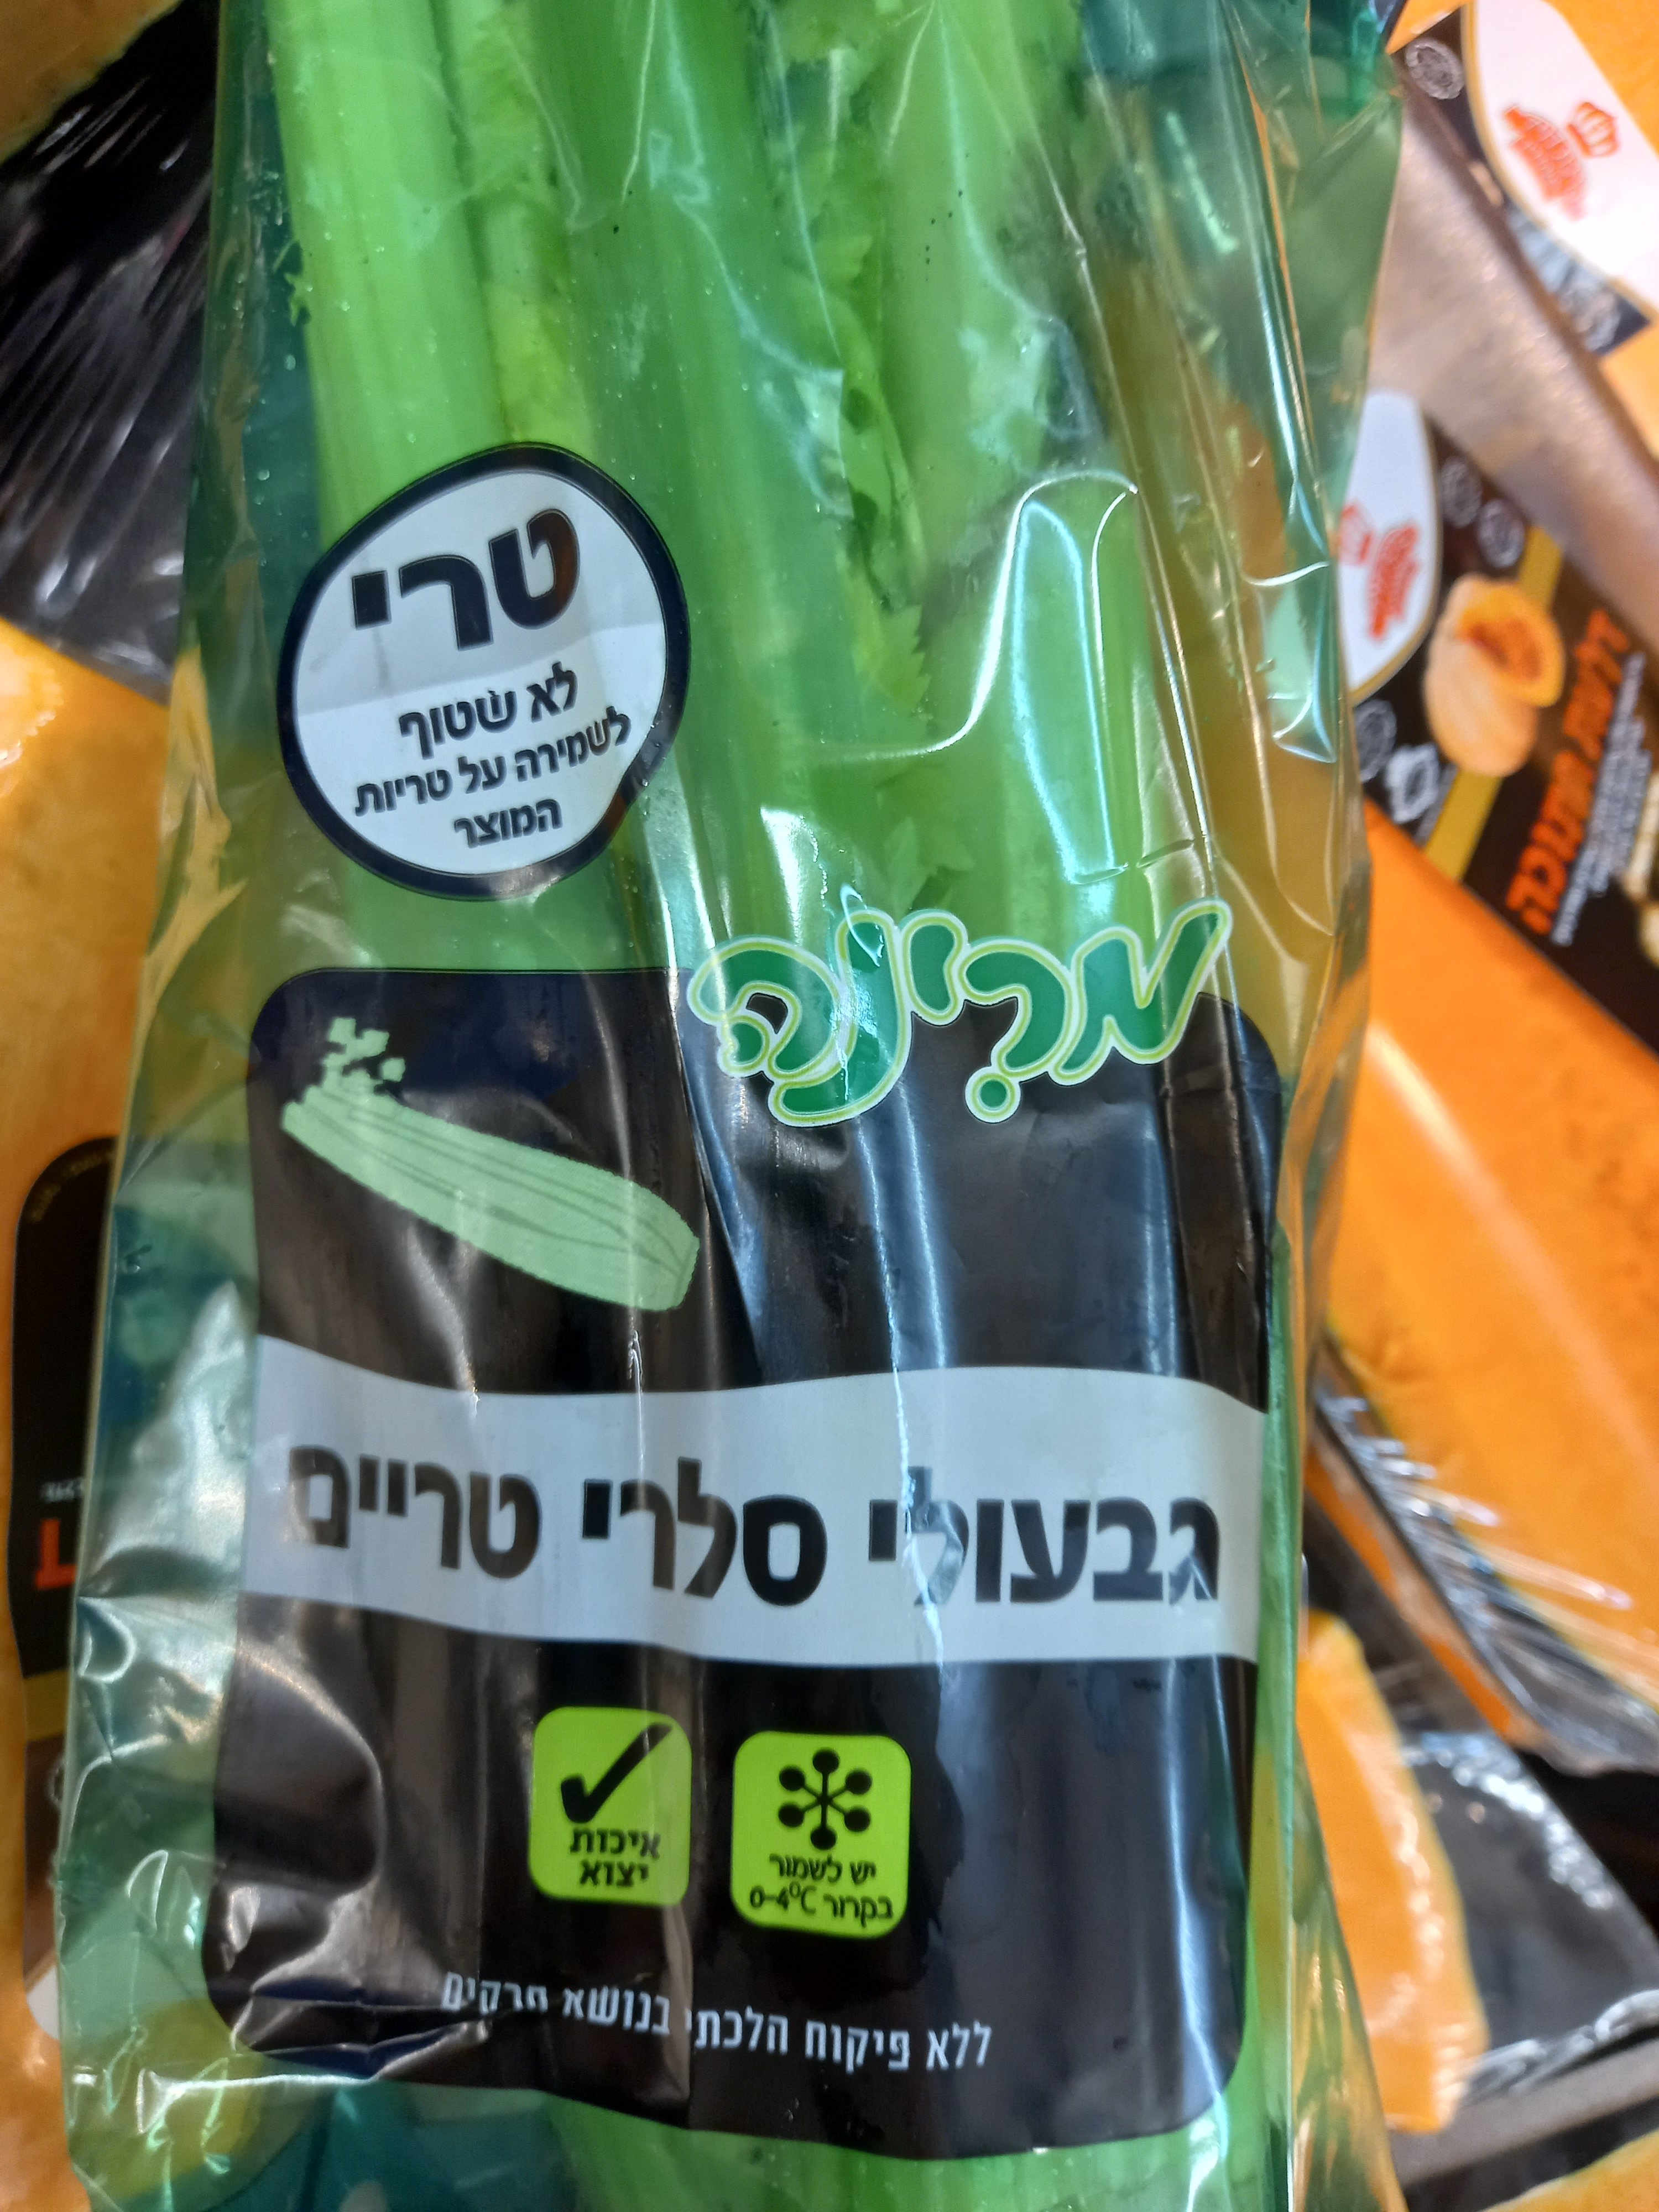 טרי
לא שטוף
לשמירה על טריות
המוצר
מרינה
גבעולי סלרי טריים
איכות
יצוא
יש לשמור
בקרור 0-4°C
ללא פיקוח הלכתי בנושא חרקים